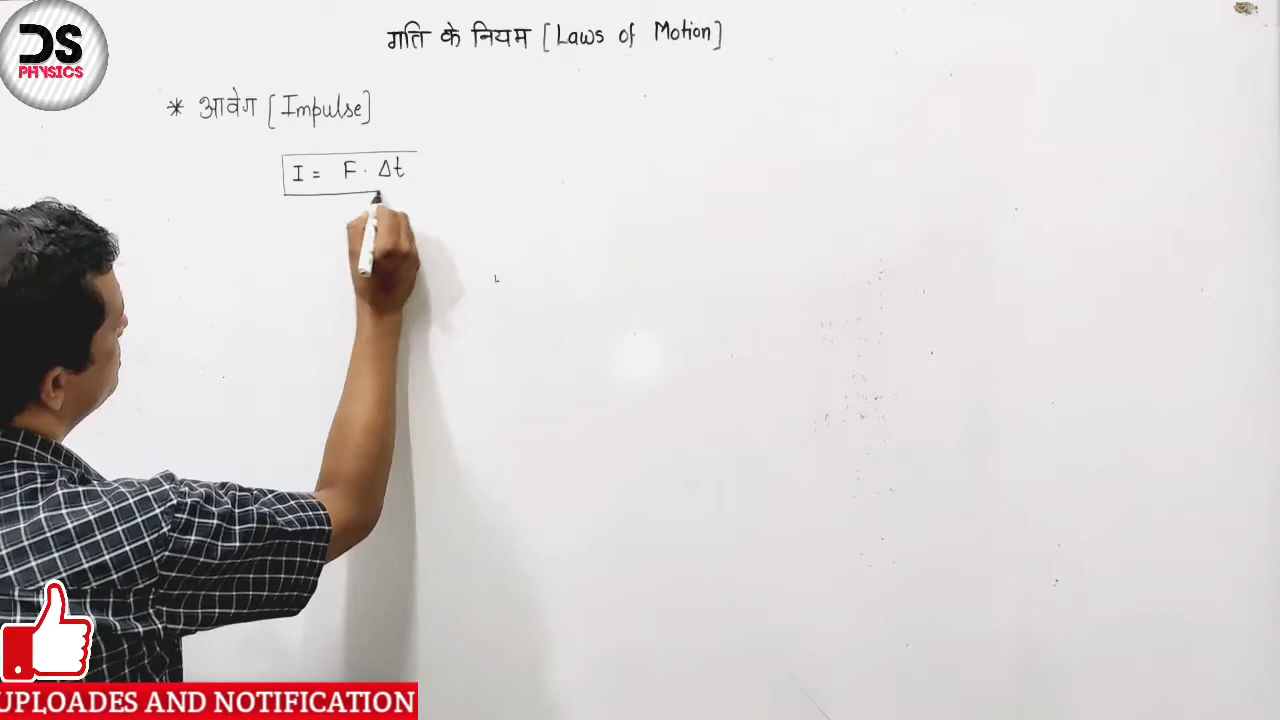 DS
PHYSICS
गति के नियम [Laws of Motion]
* आवेग [Impulse]
I = F · Δt
UPLOADES AND NOTIFICATION